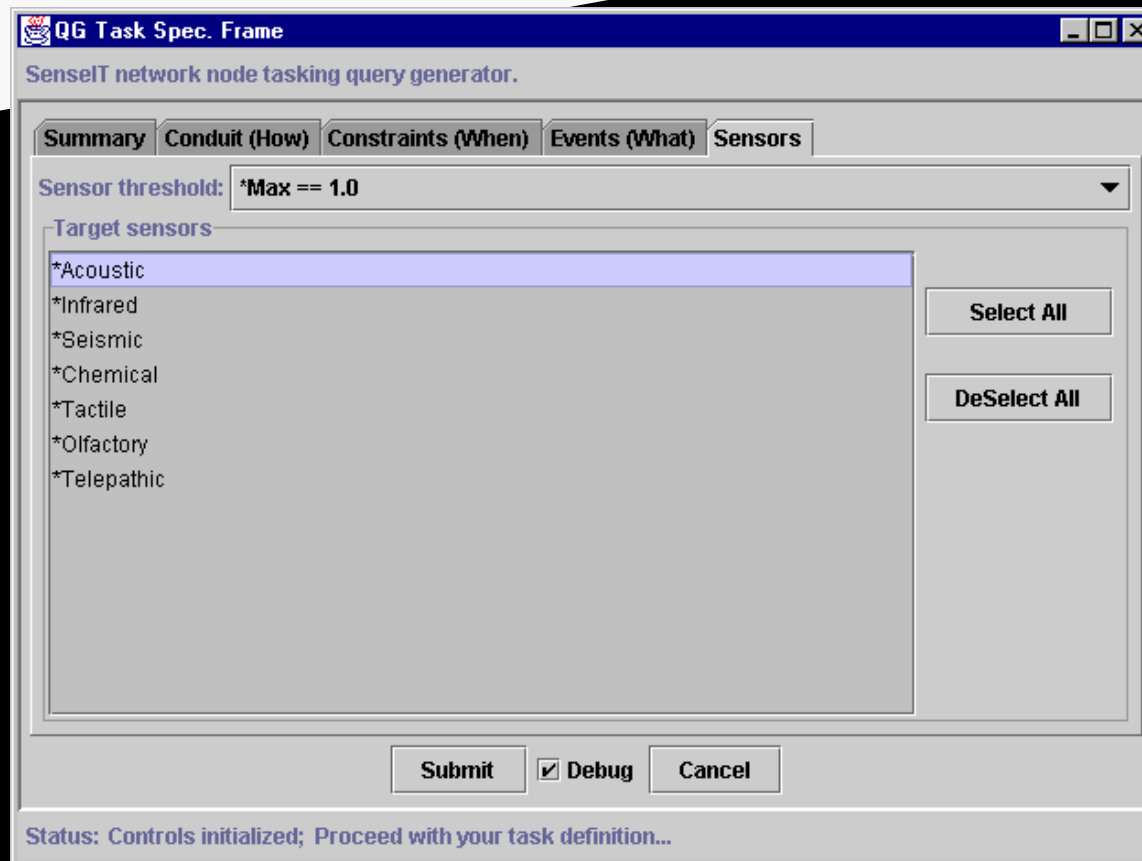 QG Task Spec. Frame
SenseIT network node tasking query generator.
Summary Conduit (How) Constraints (When) Events (What) Sensors
Sensor threshold: *Max == 1.0
Target sensors
*Acoustic
*Infrared
Select All
*Seismic
*Chemical
DeSelect All
*Tactile
*Olfactory
*Telepathic
Submit Debug Cancel
Status: Controls initialized; Proceed with your task definition...